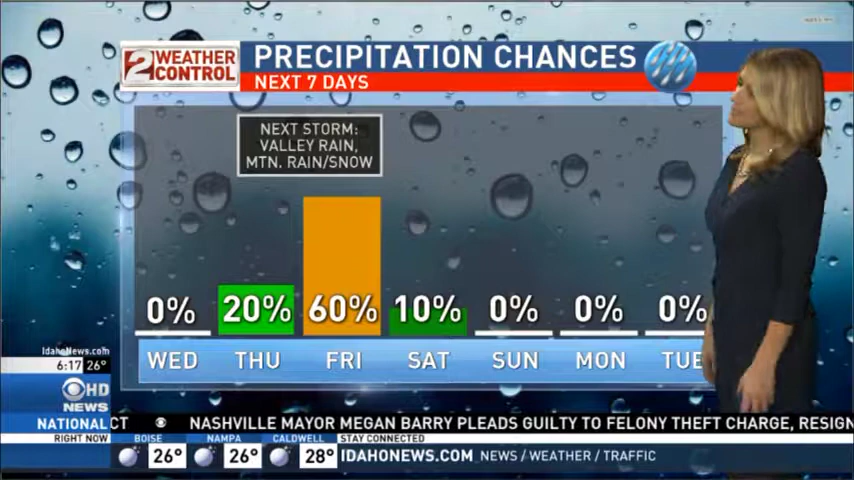 2 WEATHER CONTROL
PRECIPITATION CHANCES
NEXT 7 DAYS
NEXT STORM:
VALLEY RAIN,
MTN. RAIN/SNOW
0% 20% 60% 10% 0% 0% 0%
WED THU FRI SAT SUN MON TUE
IdahoNews.com
6:17 26°
CBS HD
NEWS
NATIONAL CT NASHVILLE MAYOR MEGAN BARRY PLEADS GUILTY TO FELONY THEFT CHARGE, RESIGN
RIGHT NOW BOISE NAMPA CALDWELL STAY CONNECTED
26° 26° 28° IDAHONEWS.COM NEWS / WEATHER / TRAFFIC